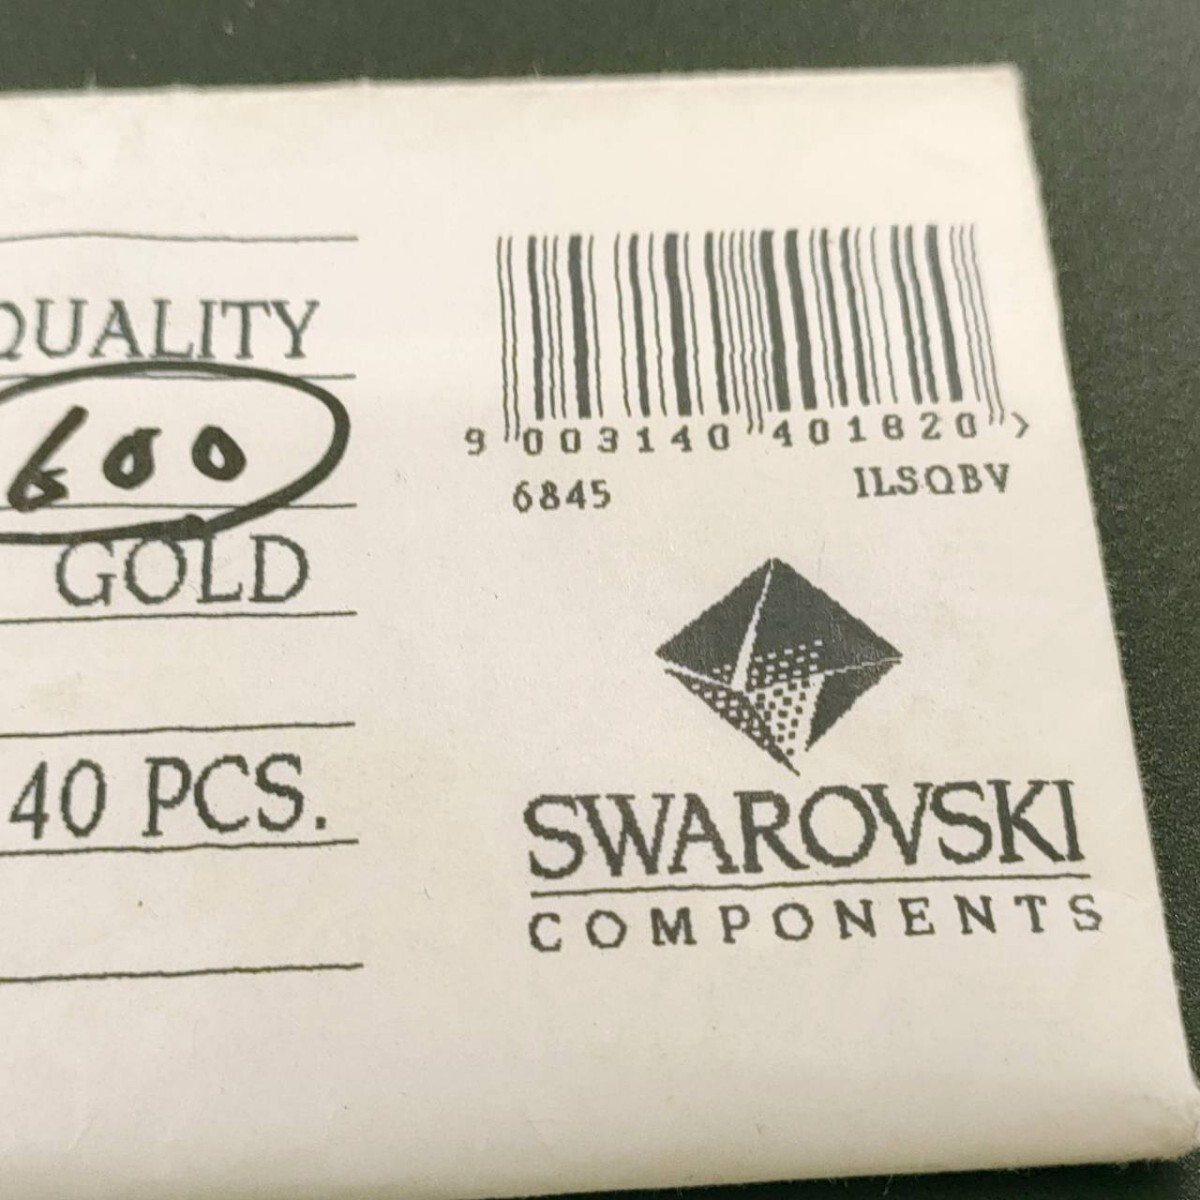 QUALITY
600
GOLD
40 PCS.
9 003140 401820 >
6845 ILSQBV
SWAROVSKI
COMPONENTS